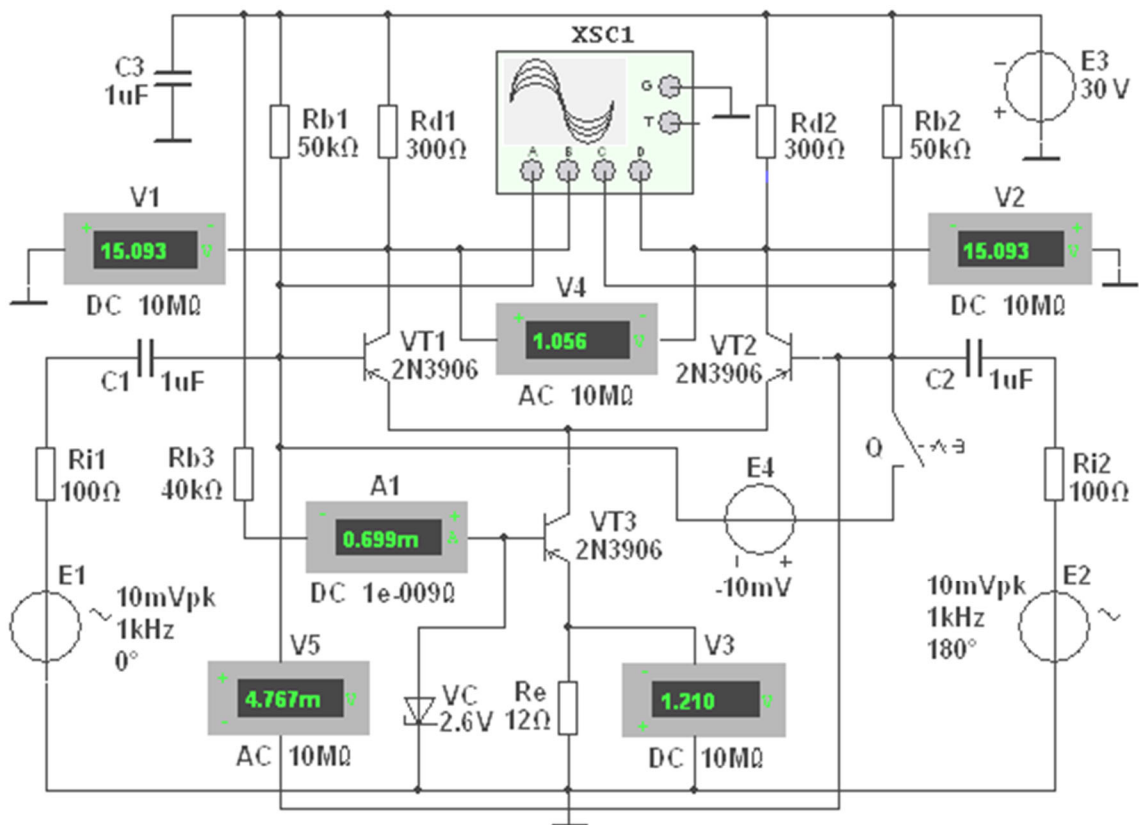 XSC1
C3
1uF
Rb1
50kΩ
Rd1
300Ω
G
T
A B C D
Rd2
300Ω
Rb2
50kΩ
E3
30 V
V1
15.093 V
DC 10MΩ
V2
15.093 V
DC 10MΩ
V4
1.056 V
AC 10MΩ
VT1
2N3906
VT2
2N3906
C1 1uF
C2 1uF
Ri1
100Ω
Rb3
40kΩ
A1
0.699m A
DC 1e-009Ω
VT3
2N3906
E4
-10mV
Q
Ri2
100Ω
E1
10mVpk
1kHz
0°
10mVpk
1kHz
180°
E2
V5
4.767m V
AC 10MΩ
VC
2.6V
Re
12Ω
V3
1.210 V
DC 10MΩ